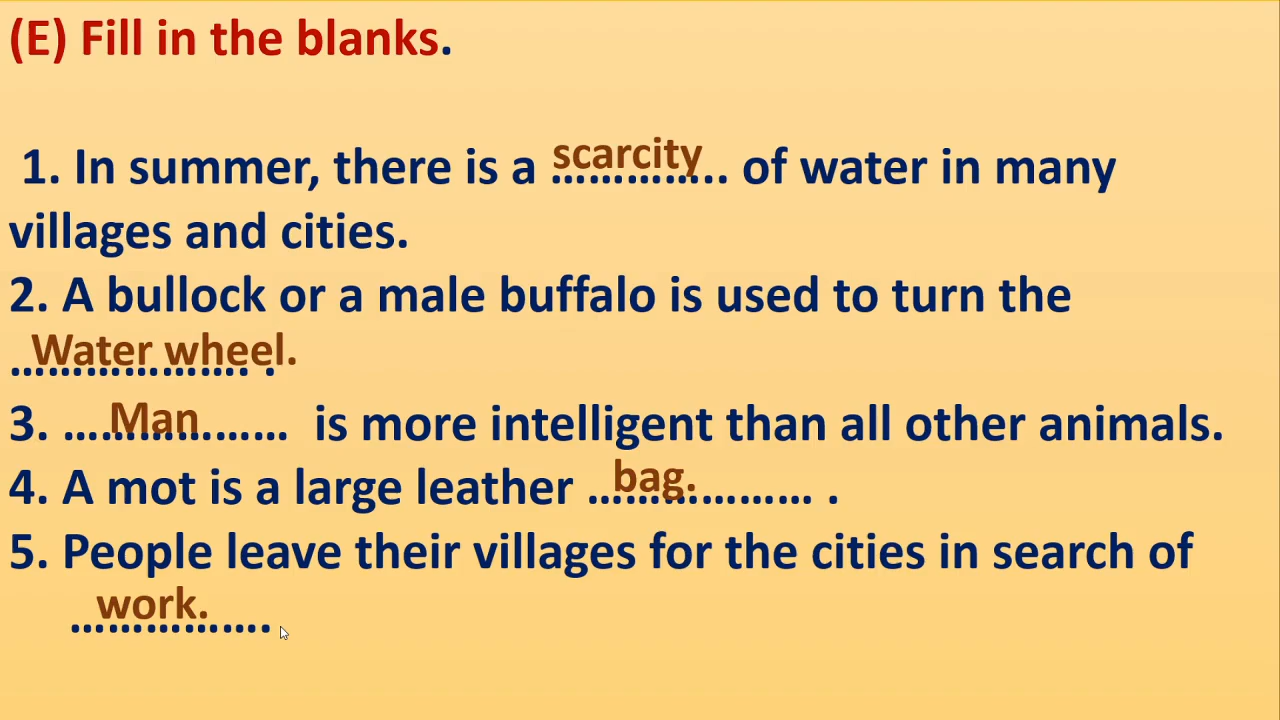 (E) Fill in the blanks.
1. In summer, there is a scarcity ………….. of water in many
villages and cities.
2. A bullock or a male buffalo is used to turn the
Water wheel. ………………. .
3. Man ……………… is more intelligent than all other animals.
4. A mot is a large leather bag. ……………… .
5. People leave their villages for the cities in search of
work. …………….